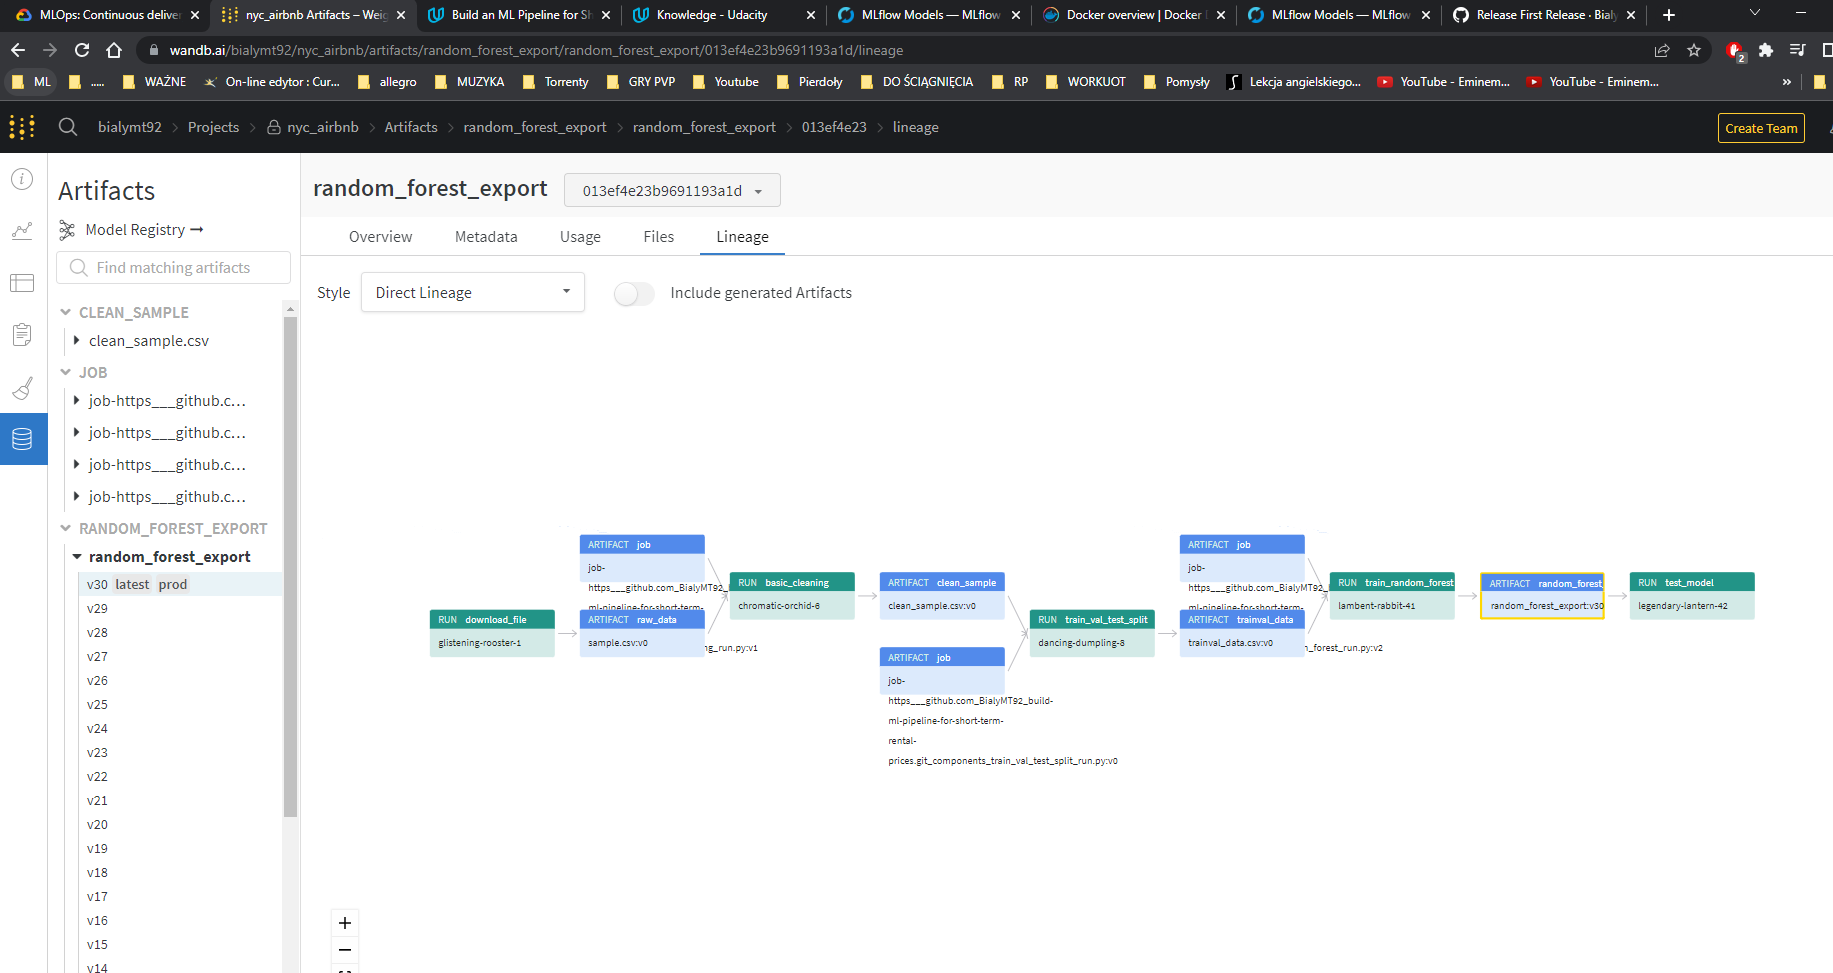 MLOps: Continuous deliver
nyc_airbnb Artifacts – Weig
Build an ML Pipeline for Sh
Knowledge - Udacity
MLflow Models — MLflow
Docker overview | Docker
MLflow Models — MLflow
Release First Release · Bialy
wandb.ai/bialymt92/nyc_airbnb/artifacts/random_forest_export/random_forest_export/013ef4e23b9691193a1d/lineage
2
ML
.....
WAŻNE
On-line edytor : Cur...
allegro
MUZYKA
Torrenty
GRY PVP
Youtube
Pierdoły
DO ŚCIĄGNIĘCIA
RP
WORKUOT
Pomysły
Lekcja angielskiego...
YouTube - Eminem...
YouTube - Eminem...
»
bialymt92 > Projects > nyc_airbnb > Artifacts > random_forest_export > random_forest_export > 013ef4e23 > lineage
Create Team
Artifacts
Model Registry →
Find matching artifacts
CLEAN_SAMPLE
clean_sample.csv
JOB
job-https___github.c...
job-https___github.c...
job-https___github.c...
job-https___github.c...
RANDOM_FOREST_EXPORT
random_forest_export
v30 latest prod
v29
v28
v27
v26
v25
v24
v23
v22
v21
v20
v19
v18
v17
v16
v15
v14
random_forest_export
013ef4e23b9691193a1d
Overview
Metadata
Usage
Files
Lineage
Style
Direct Lineage
Include generated Artifacts
RUN download_file
glistening-rooster-1
ARTIFACT job
job-
https___github.com_BialyMT92_
ml-pipeline-for-short-term-
ARTIFACT raw_data
sample.csv:v0
ng_run.py:v1
RUN basic_cleaning
chromatic-orchid-6
ARTIFACT clean_sample
clean_sample.csv:v0
ARTIFACT job
job-
https___github.com_BialyMT92_build-
ml-pipeline-for-short-term-
rental-
prices.git_components_train_val_test_split_run.py:v0
RUN train_val_test_split
dancing-dumpling-8
ARTIFACT job
job-
https___github.com_BialyMT92_
ml-pipeline-for-short-term-
ARTIFACT trainval_data
trainval_data.csv:v0
_forest_run.py:v2
RUN train_random_forest
lambent-rabbit-41
ARTIFACT random_forest_
random_forest_export:v30
RUN test_model
legendary-lantern-42
+
−